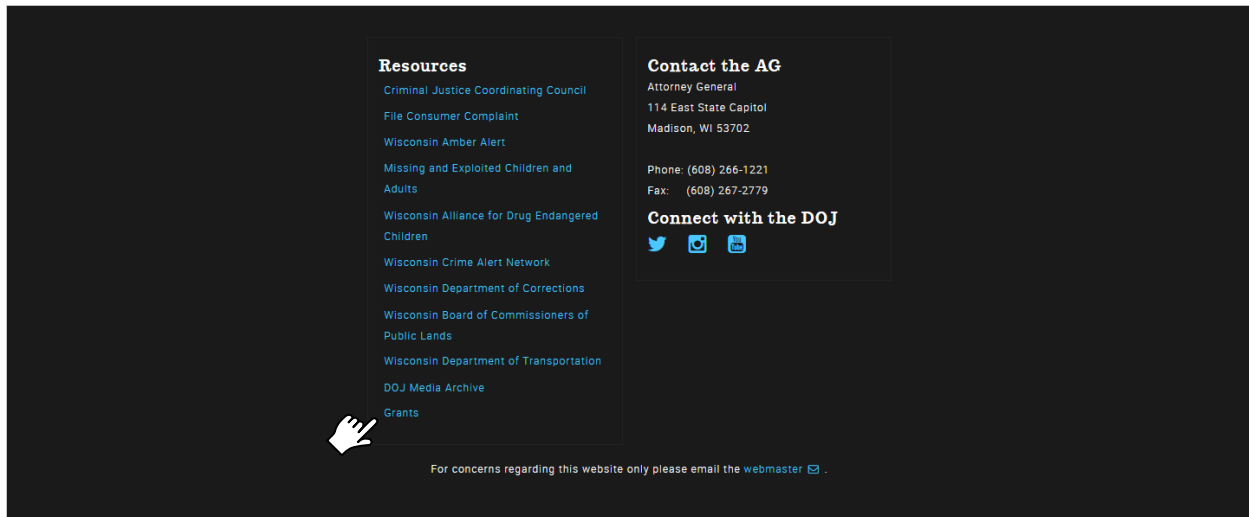 Resources
Criminal Justice Coordinating Council
File Consumer Complaint
Wisconsin Amber Alert
Missing and Exploited Children and
Adults
Wisconsin Alliance for Drug Endangered
Children
Wisconsin Crime Alert Network
Wisconsin Department of Corrections
Wisconsin Board of Commissioners of
Public Lands
Wisconsin Department of Transportation
DOJ Media Archive
Grants
Contact the AG
Attorney General
114 East State Capitol
Madison, WI 53702
Phone: (608) 266-1221
Fax: (608) 267-2779
Connect with the DOJ
You Tube
For concerns regarding this website only please email the webmaster .